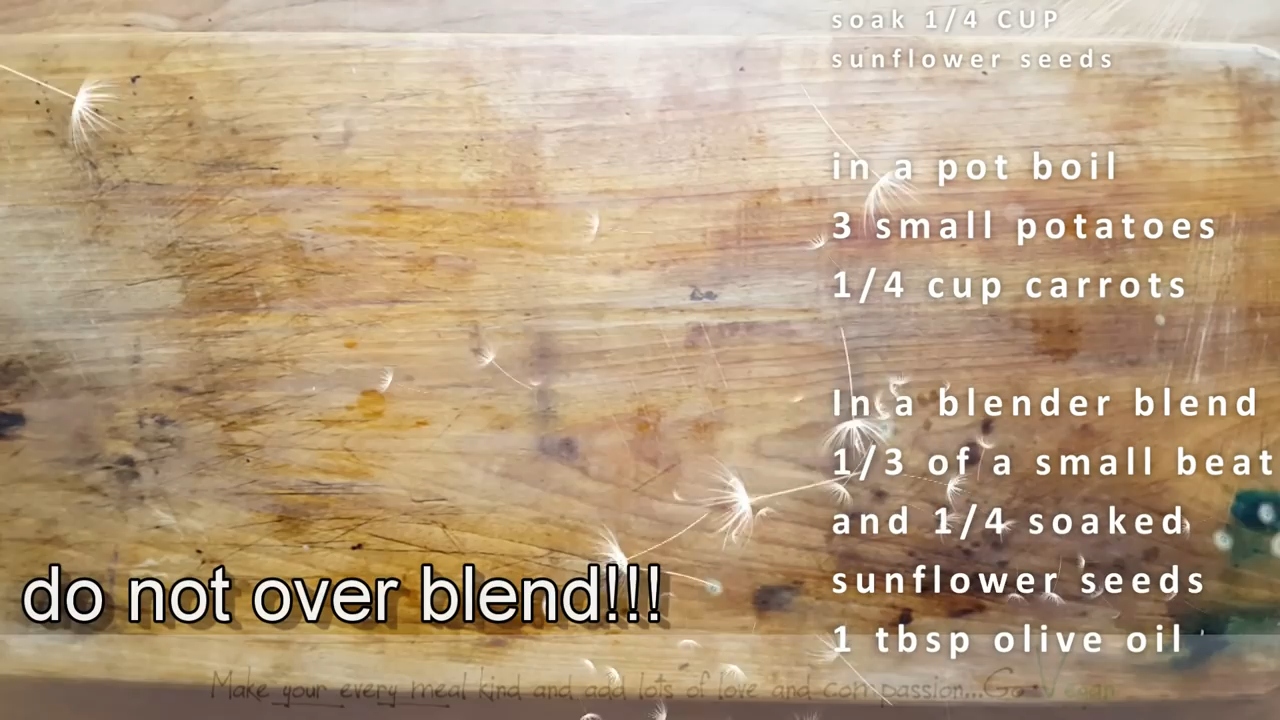 soak 1/4 CUP
sunflower seeds
in a pot boil
3 small potatoes
1/4 cup carrots
In a blender blend
1/3 of a small beat
and 1/4 soaked
sunflower seeds
1 tbsp olive oil
do not over blend!!!
Make your every meal kind and add lots of love and compassion...Go Vegan